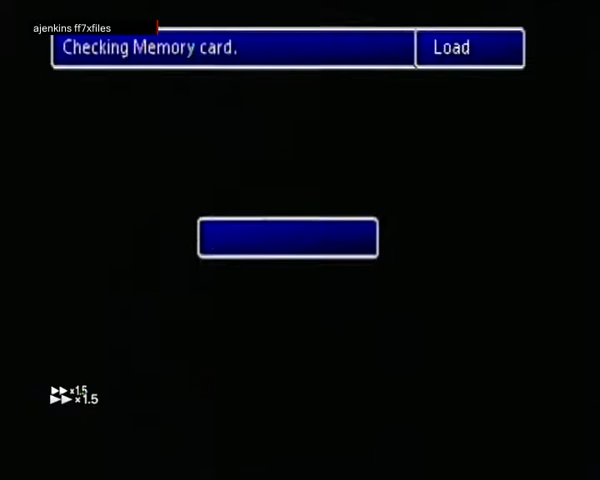 ajenkins ff7xfiles
Checking Memory card.
Load
▶▶×1.5
▶▶×1.5